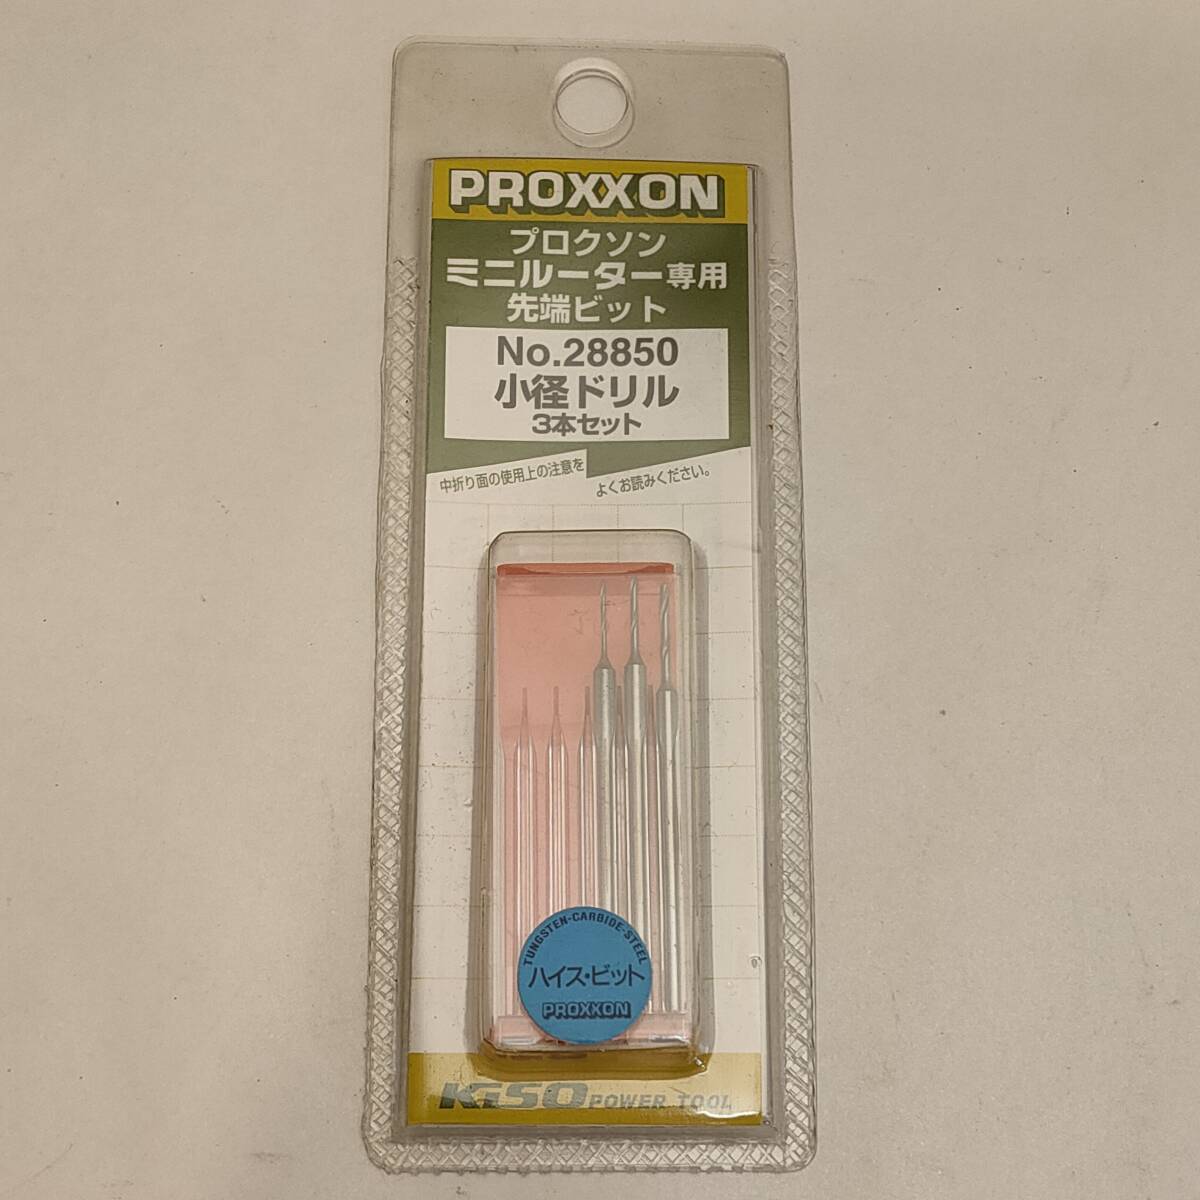 PROXXON
プロクソン
ミニルーター専用
先端ビット
No.28850
小径ドリル
3本セット
中折り面の使用上の注意を
よくお読みください。
TUNGSTEN-CARBIDE-STEEL
ハイス・ビット
PROXXON
KiSO POWER TOOL